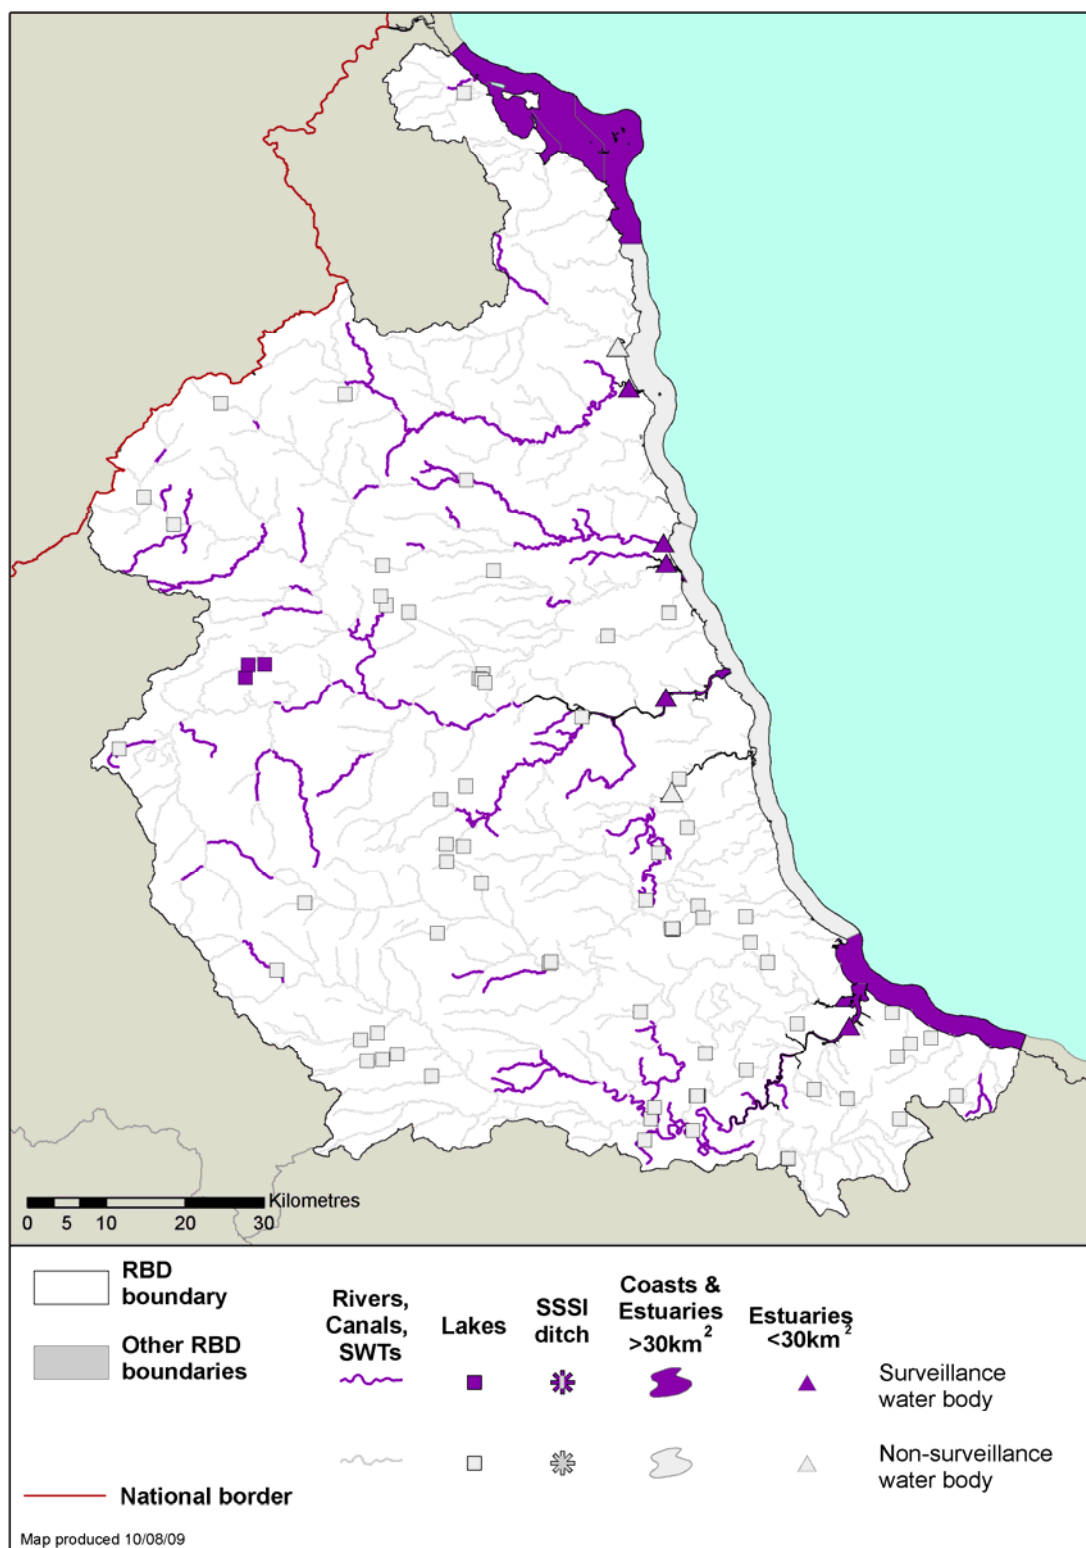 Kilometres
0 5 10 20 30
RBD
boundary
Other RBD
boundaries
National border
Rivers,
Canals,
SWTs
Lakes
SSSI
ditch
Coasts &
Estuaries
>30km²
Estuaries
<30km²
Surveillance
water body
Non-surveillance
water body
Map produced 10/08/09